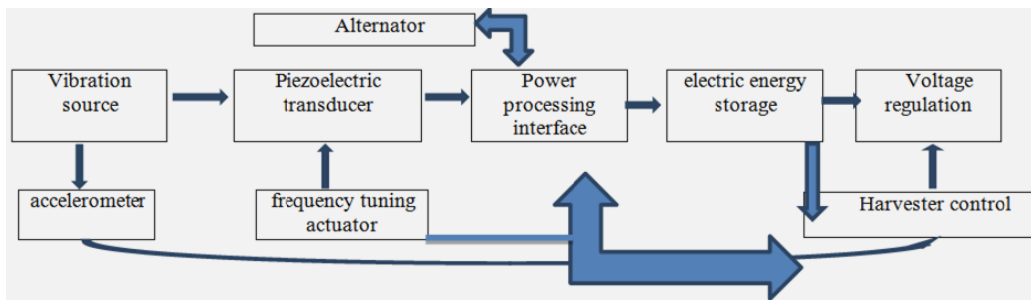 Alternator
Vibration
source
Piezoelectric
transducer
Power
processing
interface
electric energy
storage
Voltage
regulation
accelerometer
frequency tuning
actuator
Harvester control